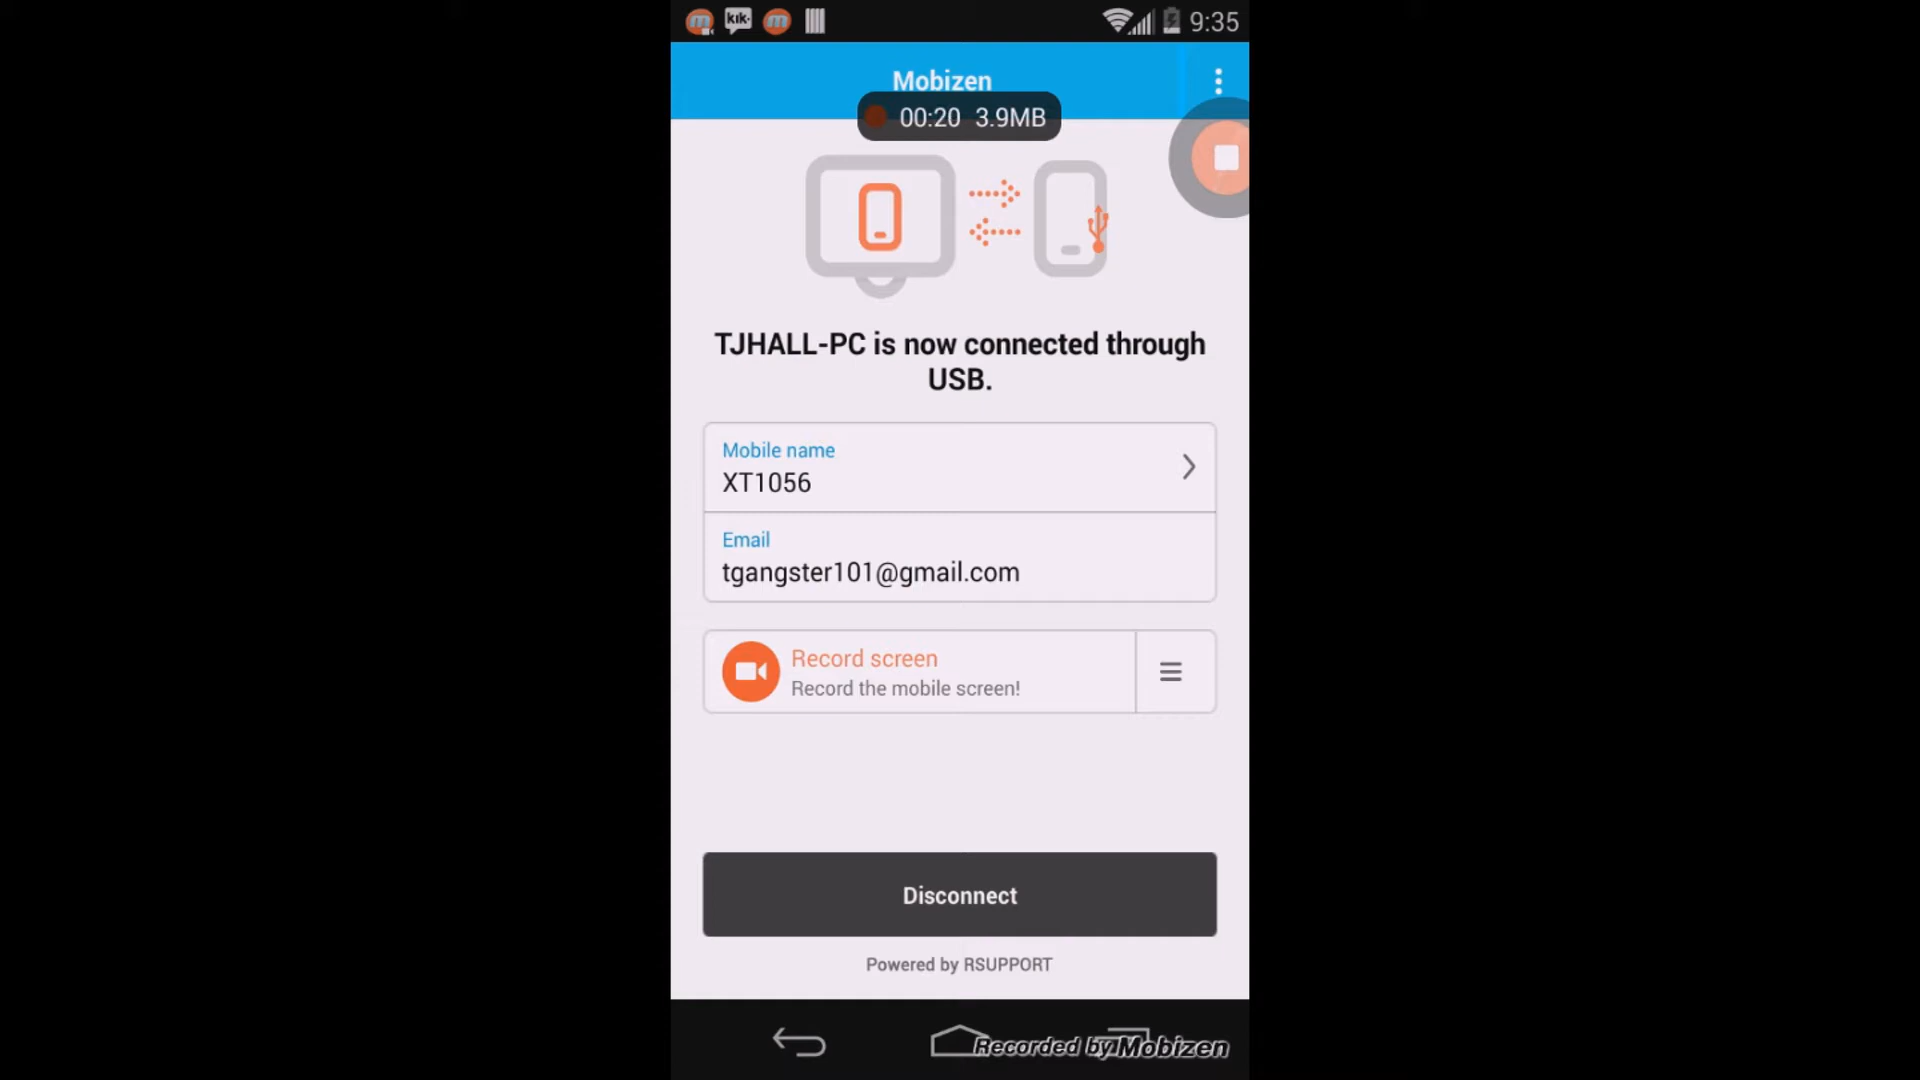 kik.
9:35
Mobizen
00:20 3.9MB
TJHALL-PC is now connected through
USB.
Mobile name
XT1056
Email
tgangster101@gmail.com
Record screen
Record the mobile screen!
Disconnect
Powered by RSUPPORT
Recorded by Mobizen